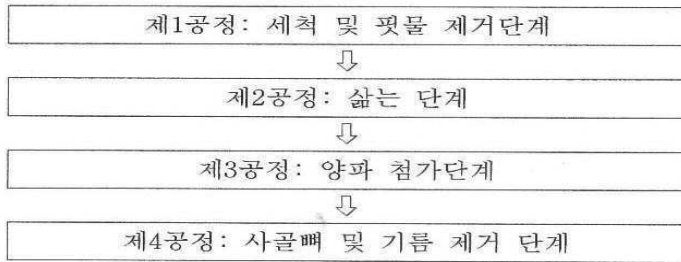 제1공정: 세척 및 핏물 제거단계
⇩
제2공정: 삶는 단계
⇩
제3공정: 양파 첨가단계
⇩
제4공정: 사골뼈 및 기름 제거 단계